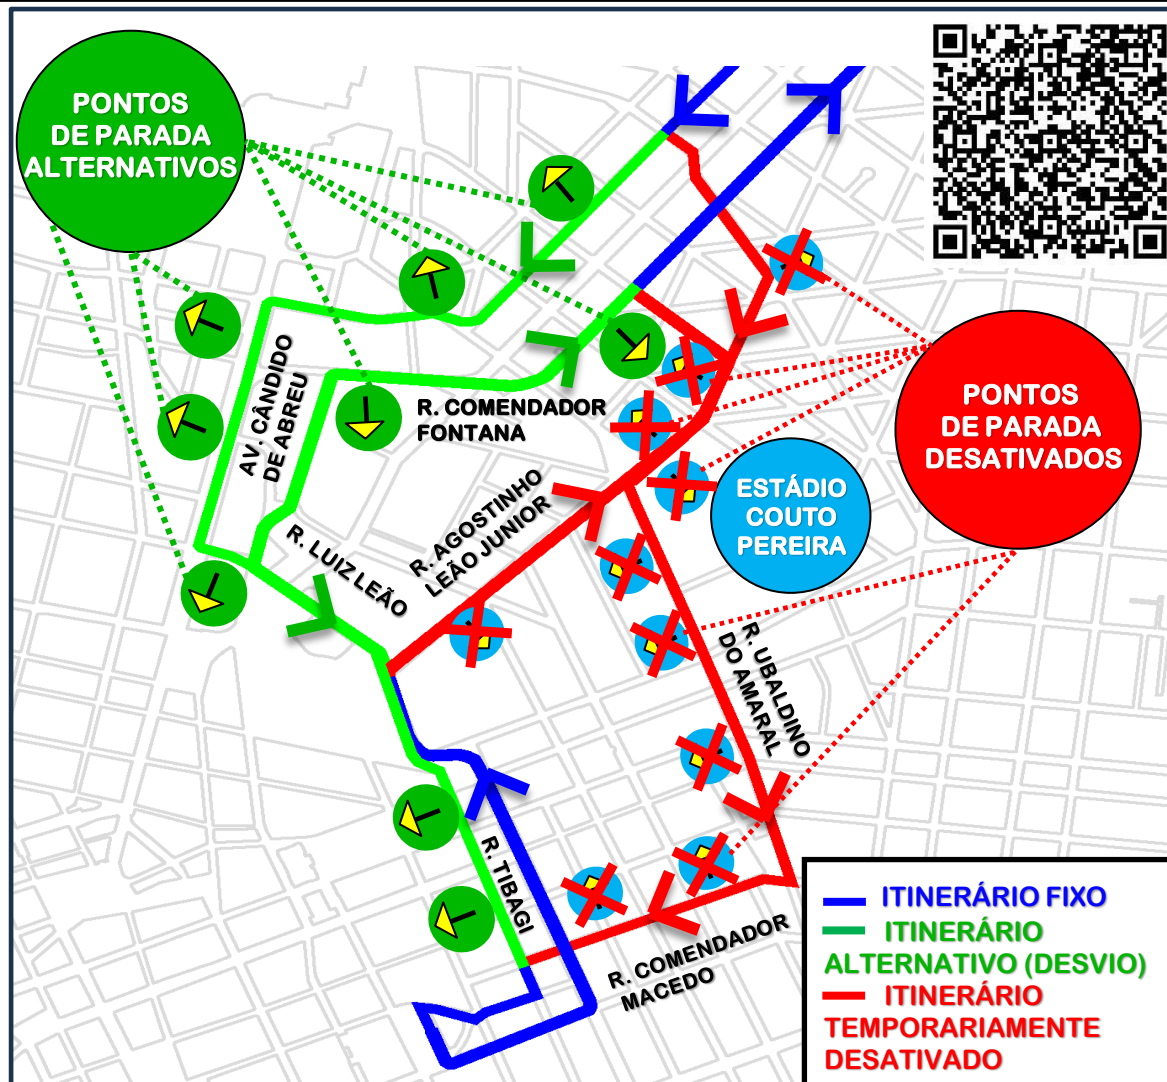 PONTOS
DE PARADA
ALTERNATIVOS
AV. CÂNDIDO
DE ABREU
R. COMENDADOR
FONTANA
PONTOS
DE PARADA
DESATIVADOS
ESTÁDIO
COUTO
PEREIRA
R. AGOSTINHO
LEÃO JUNIOR
R. LUIZ LEÃO
R. UBALDINO
DO AMARAL
R. TIBAGI
R. COMENDADOR
MACEDO
ITINERÁRIO FIXO
ITINERÁRIO
ALTERNATIVO (DESVIO)
ITINERÁRIO
TEMPORARIAMENTE
DESATIVADO